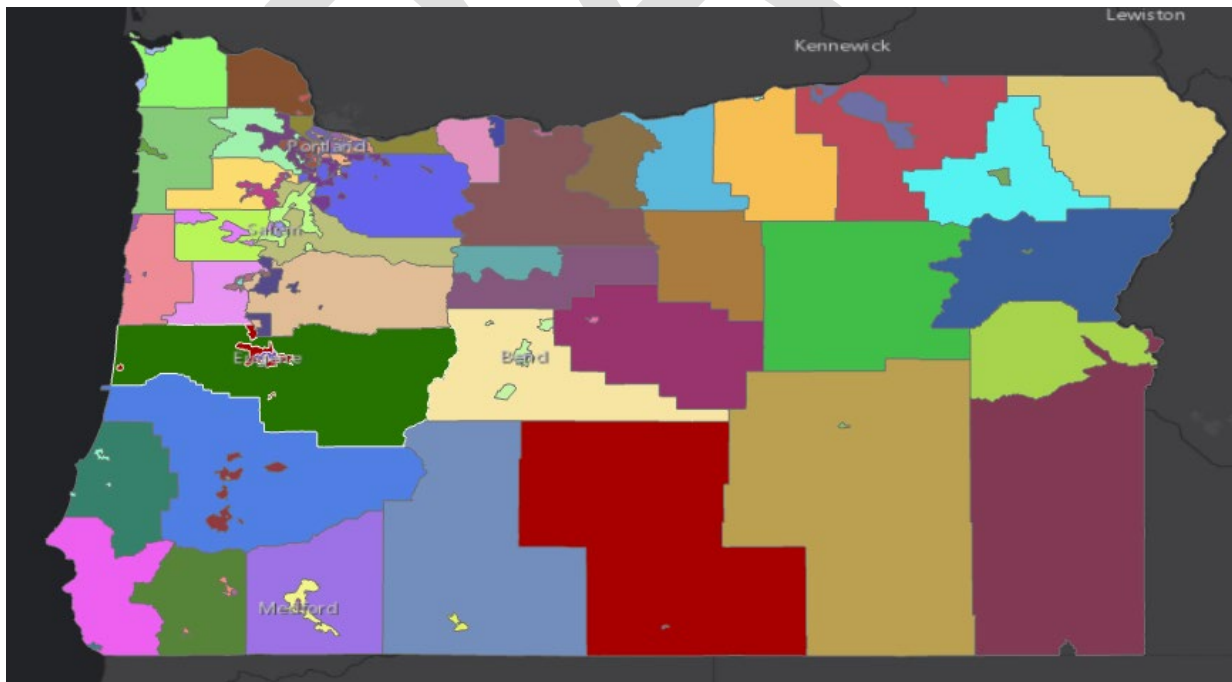 Lewiston
Kennewick
Portland
Salem
Eugene
Bend
Medford